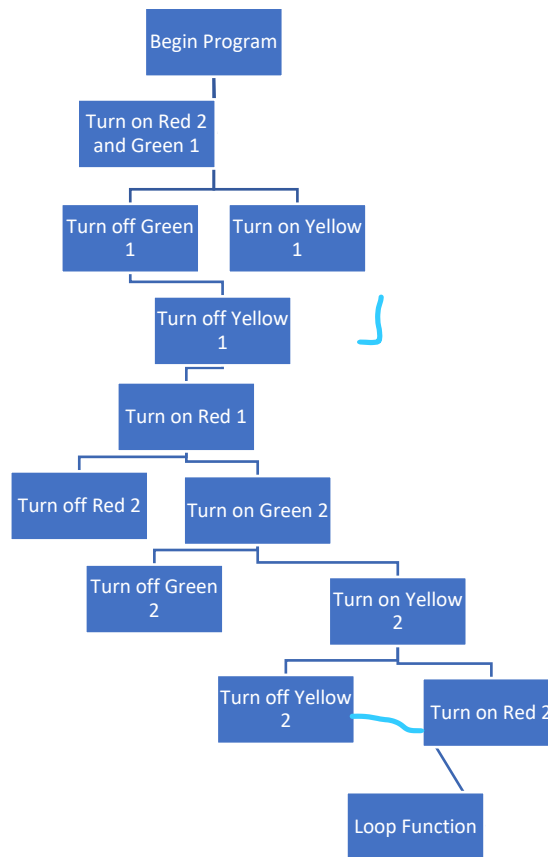 Begin Program
Turn on Red 2
and Green 1
Turn off Green
1
Turn on Yellow
1
Turn off Yellow
1
Turn on Red 1
Turn off Red 2
Turn on Green 2
Turn off Green
2
Turn on Yellow
2
Turn off Yellow
2
Turn on Red 2
Loop Function